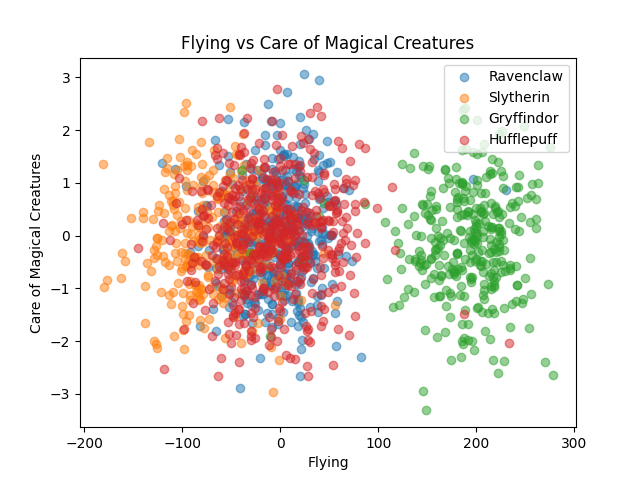 Flying vs Care of Magical Creatures
Ravenclaw
Slytherin
Gryffindor
Hufflepuff
3
2
1
0
−1
−2
−3
Care of Magical Creatures
−200
−100
0
100
200
300
Flying